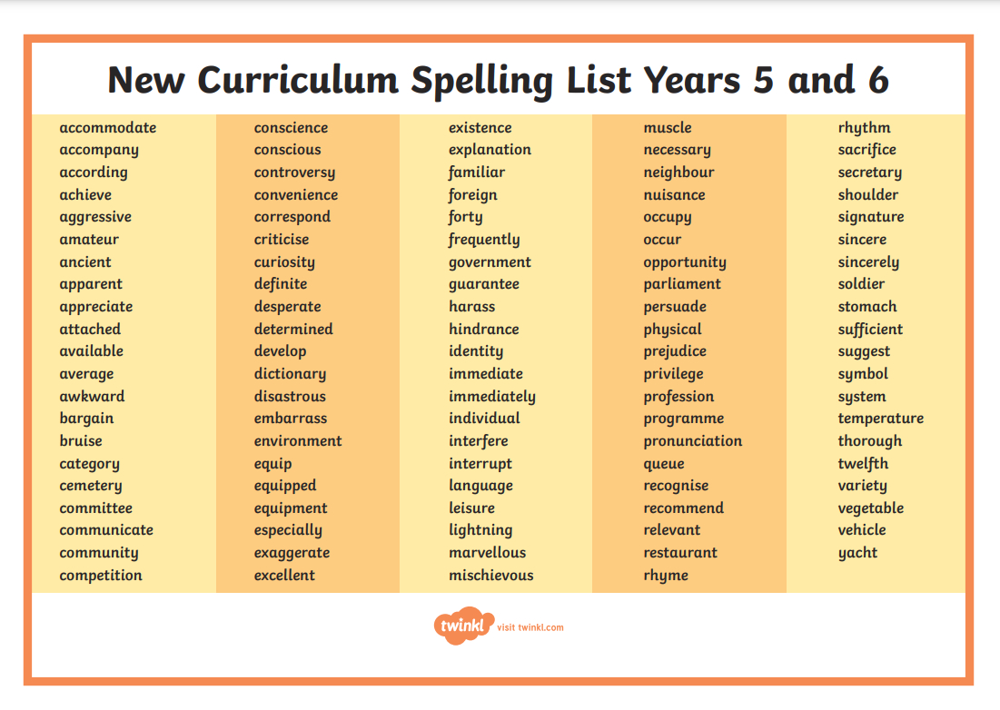 New Curriculum Spelling List Years 5 and 6
accommodate
accompany
according
achieve
aggressive
amateur
ancient
apparent
appreciate
attached
available
average
awkward
bargain
bruise
category
cemetery
committee
communicate
community
competition
conscience
conscious
controversy
convenience
correspond
criticise
curiosity
definite
desperate
determined
develop
dictionary
disastrous
embarrass
environment
equip
equipped
equipment
especially
exaggerate
excellent
existence
explanation
familiar
foreign
forty
frequently
government
guarantee
harass
hindrance
identity
immediate
immediately
individual
interfere
interrupt
language
leisure
lightning
marvellous
mischievous
muscle
necessary
neighbour
nuisance
occupy
occur
opportunity
parliament
persuade
physical
prejudice
privilege
profession
programme
pronunciation
queue
recognise
recommend
relevant
restaurant
rhyme
rhythm
sacrifice
secretary
shoulder
signature
sincere
sincerely
soldier
stomach
sufficient
suggest
symbol
system
temperature
thorough
twelfth
variety
vegetable
vehicle
yacht
twinkl visit twinkl.com